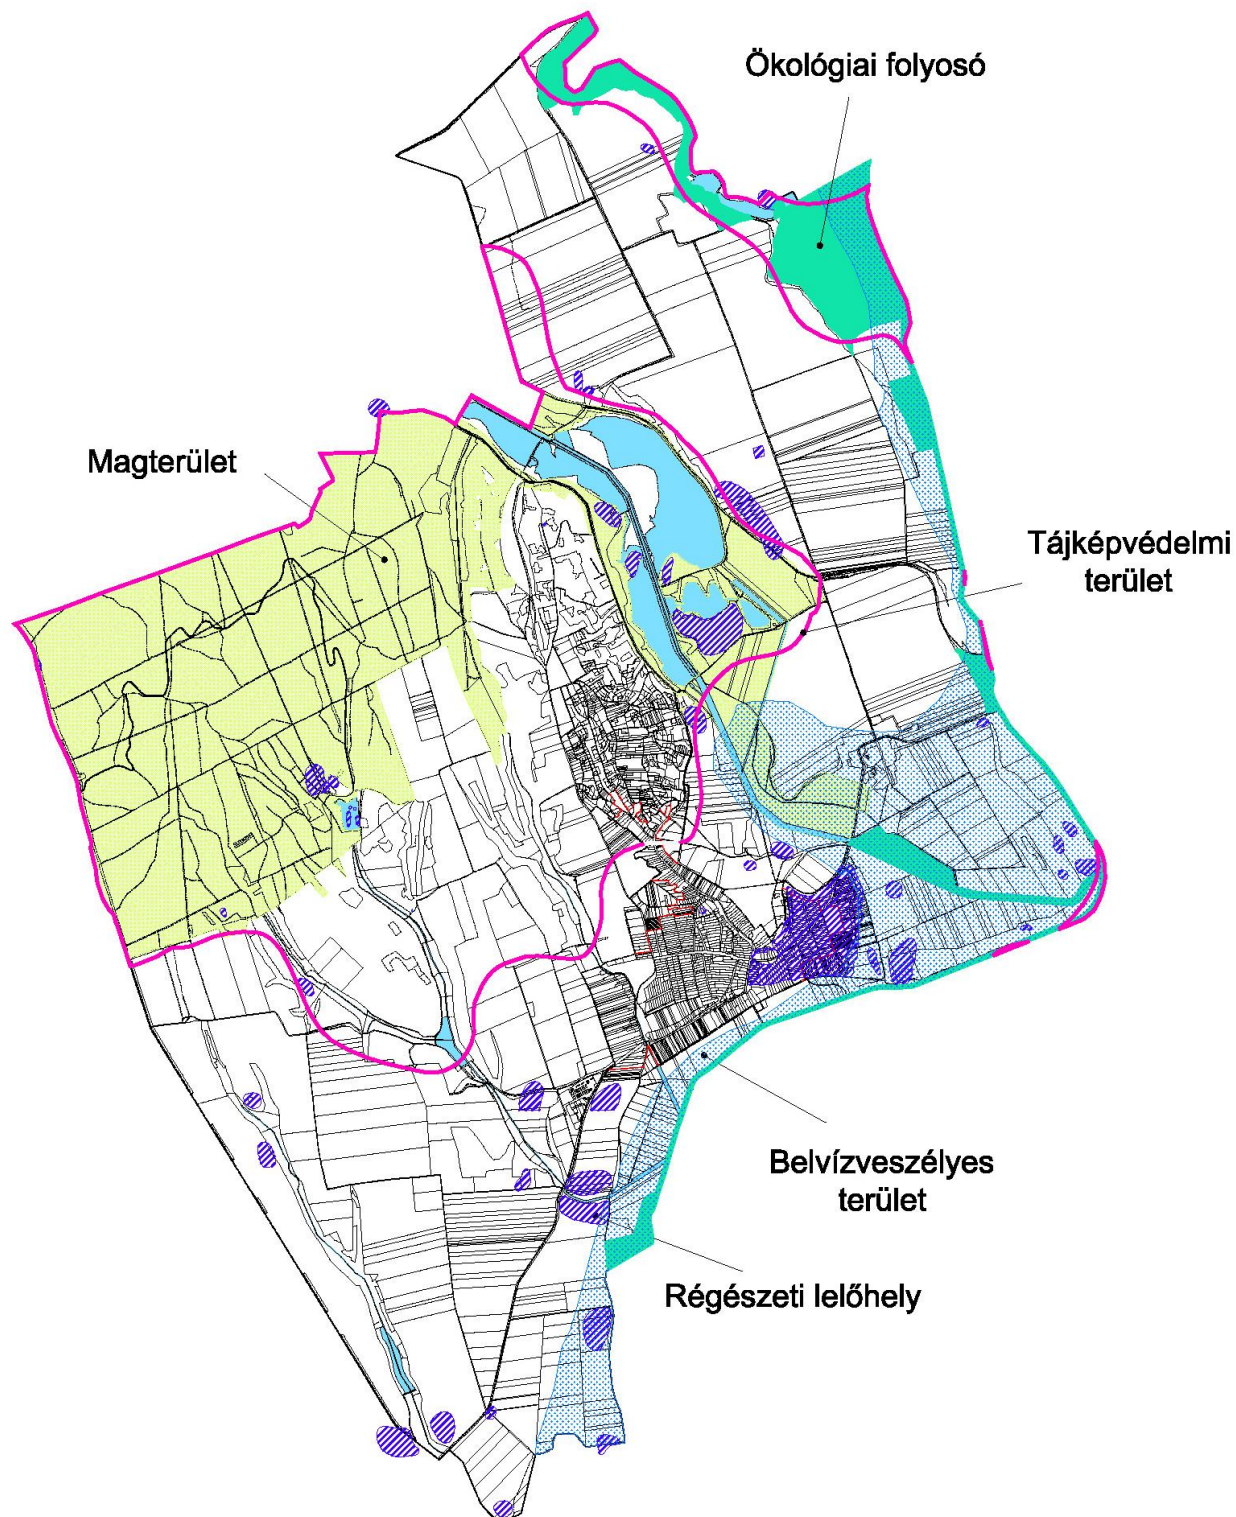 Ökológiai folyosó
Magterület
Tájképvédelmi
terület
Belvízveszélyes
terület
Régészeti lelőhely